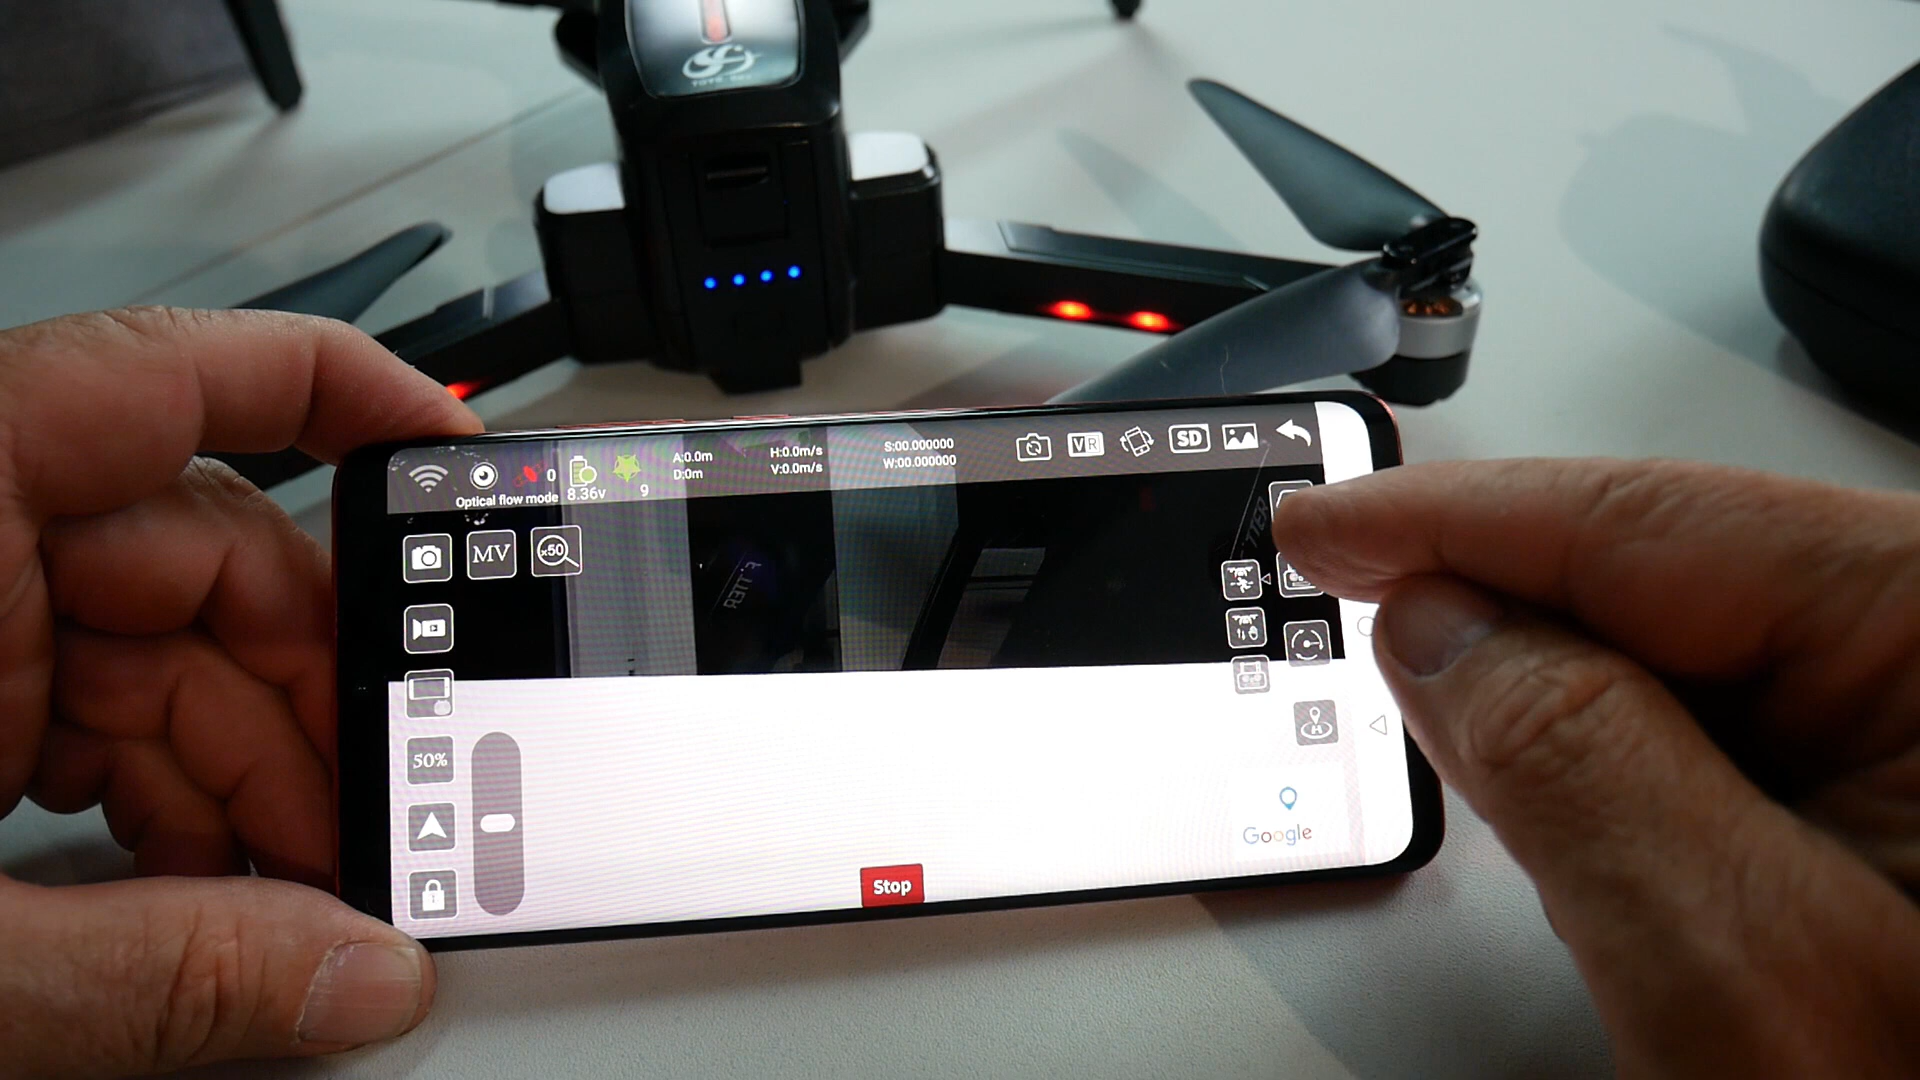 0
Optical flow mode
8.36v
9
A:0.0m
D:0m
H:0.0m/s
V:0.0m/s
S:00.000000
W:00.000000
VR
SD
MV
x50
50%
H
Google
Stop